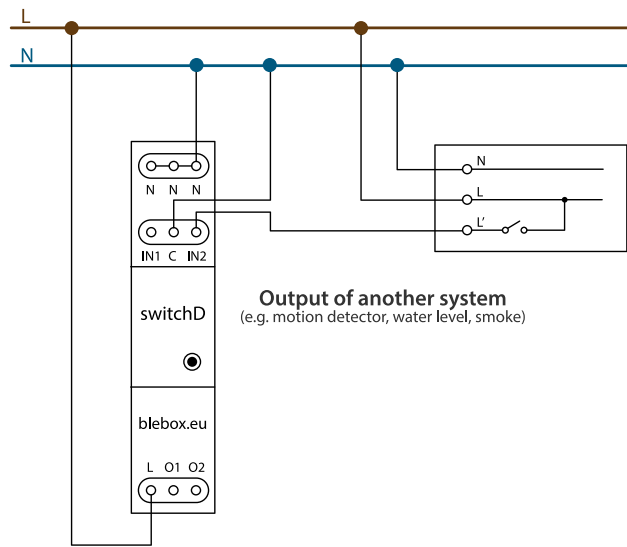 L
N
N N N
IN1 C IN2
switchD
blebox.eu
L O1 O2
N
L
L'
Output of another system
(e.g. motion detector, water level, smoke)